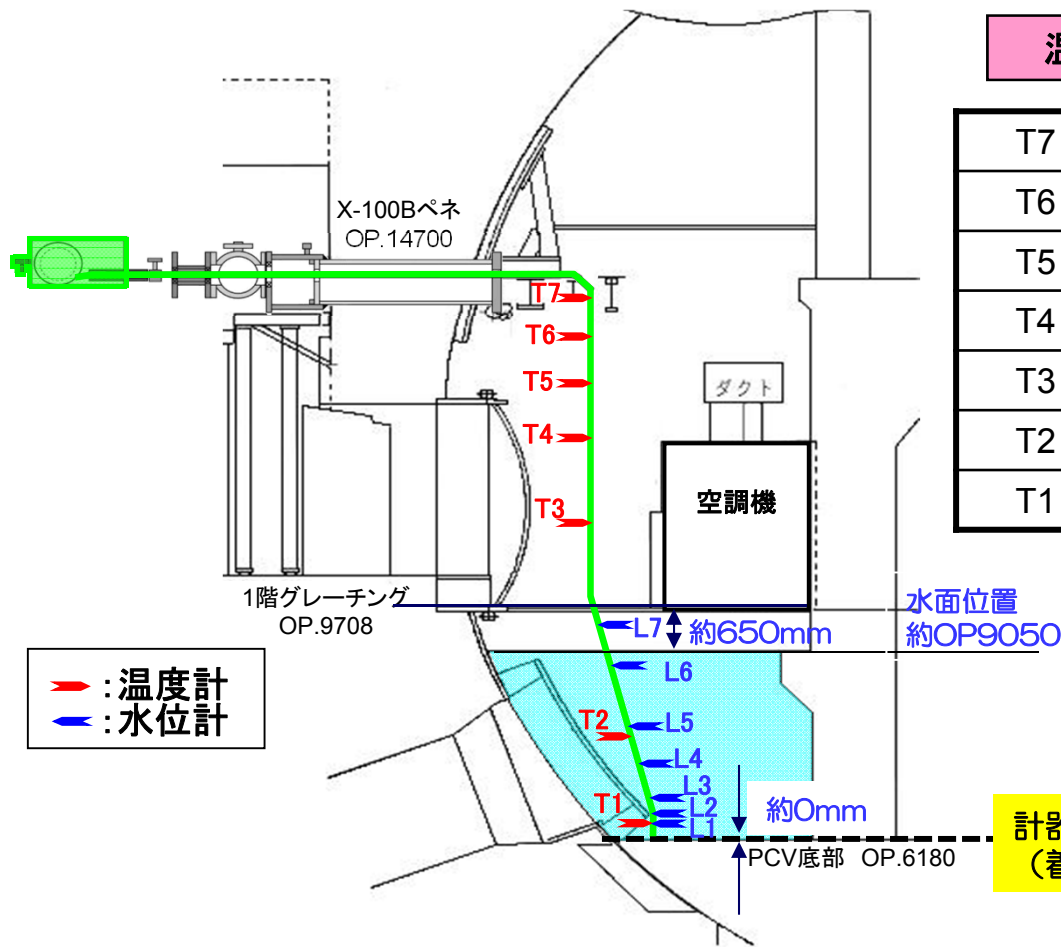 温
T7
T6
T5
T4
T3
T2
T1
X-100Bペネ
OP.14700
T7
T6
T5
T4
T3
ダクト
空調機
1階グレーチング
OP.9708
水面位置
約OP9050
L7
約650mm
L6
:温度計
:水位計
T2
L5
L4
L3
T1
L2
L1
約0mm
PCV底部 OP.6180
計器
(着